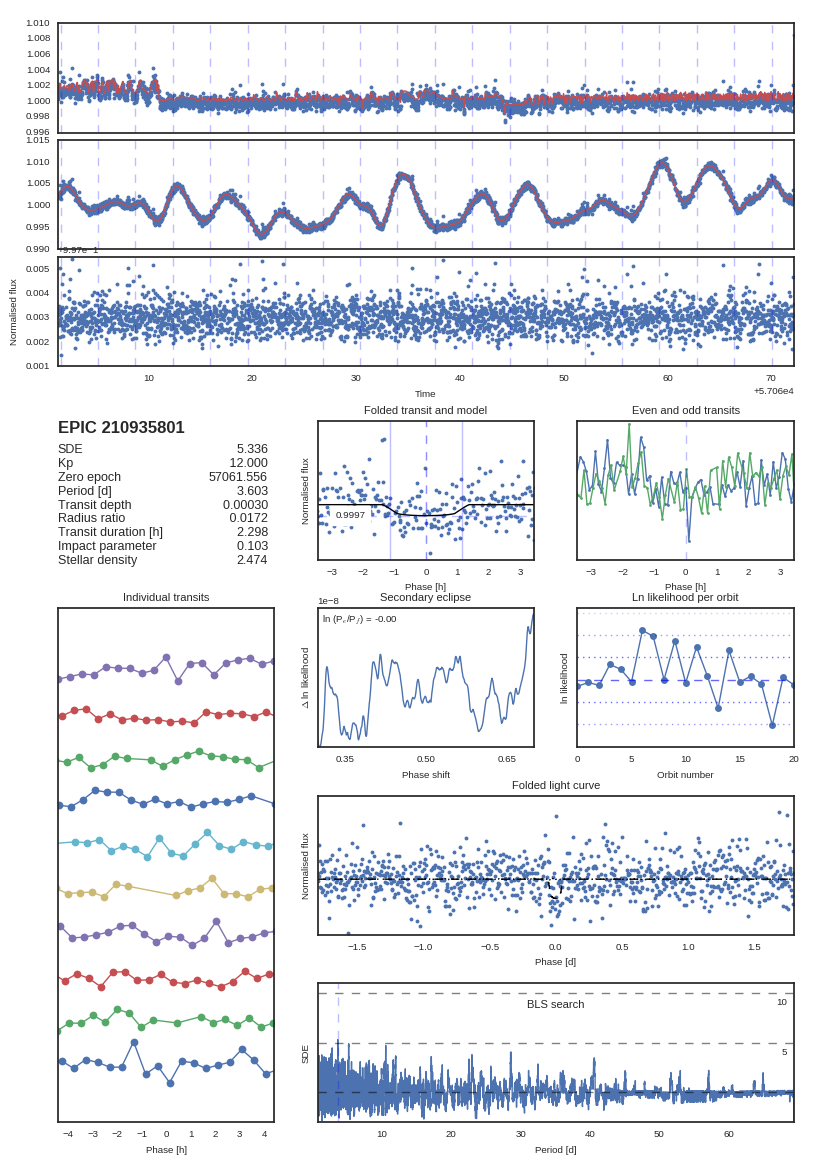 1.010
1.008
1.006
1.004
1.002
1.000
0.998
0.996
1.015
1.010
1.005
1.000
0.995
0.990
+9.97e−1
0.005
0.004
0.003
0.002
0.001
Normalised flux
10 20 30 40 50 60 70
Time
+5.706e4
EPIC 210935801
SDE 5.336
Kp 12.000
Zero epoch 57061.556
Period [d] 3.603
Transit depth 0.00030
Radius ratio 0.0172
Transit duration [h] 2.298
Impact parameter 0.103
Stellar density 2.474
Folded transit and model
Normalised flux
0.9997
−3 −2 −1 0 1 2 3
Phase [h]
Even and odd transits
−3 −2 −1 0 1 2 3
Phase [h]
Individual transits
−4 −3 −2 −1 0 1 2 3 4
Phase [h]
Secondary eclipse
1e−8
ln (Pₑ/P𝑓) = -0.00
Δ ln likelihood
0.35 0.50 0.65
Phase shift
Ln likelihood per orbit
ln likelihood
0 5 10 15 20
Orbit number
Folded light curve
Normalised flux
−1.5 −1.0 −0.5 0.0 0.5 1.0 1.5
Phase [d]
BLS search
10
5
SDE
10 20 30 40 50 60
Period [d]